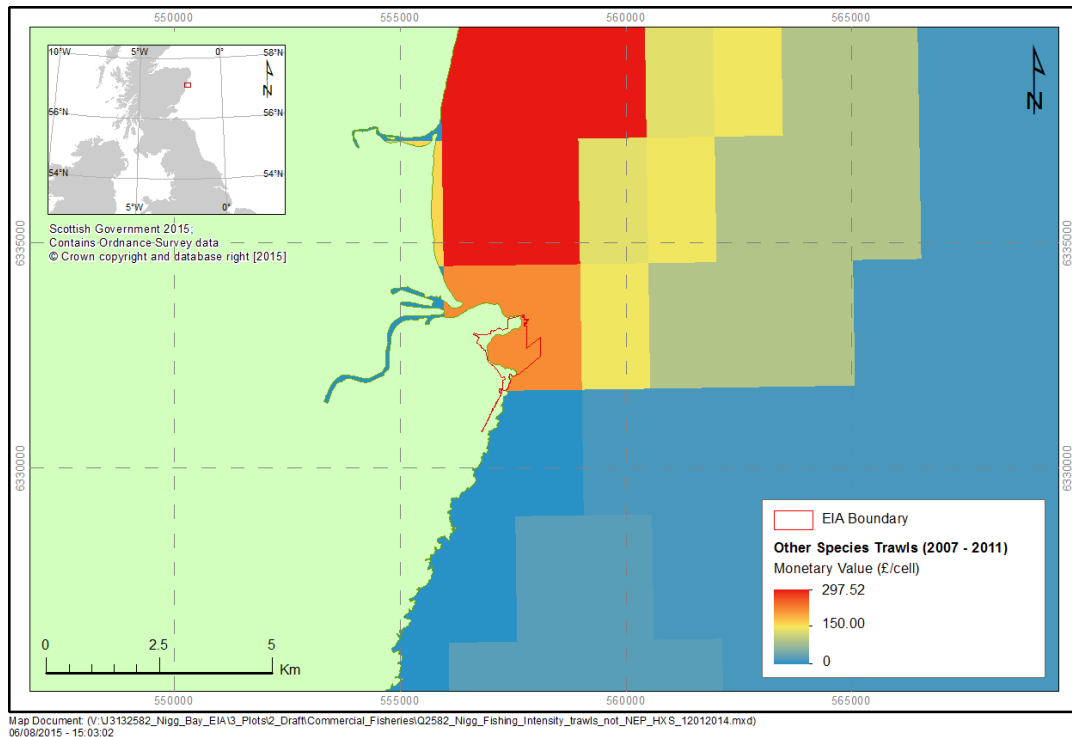 550000 555000 560000 565000
10°W 5°W 0° 58°N
N
N
56°N 56°N
54°N 54°N
5°W 0°
Scottish Government 2015;
Contains Ordnance Survey data
© Crown copyright and database right [2015]
6335000 6335000
6330000 6330000
EIA Boundary
Other Species Trawls (2007 - 2011)
Monetary Value (£/cell)
297.52
150.00
0
0 2.5 5
Km
550000 555000 560000 565000
Map Document: (V:\J3132582_Nigg_Bay_EIA\3_Plots\2_Draft\Commercial_Fisheries\Q2582_Nigg_Fishing_Intensity_trawls_not_NEP_HXS_12012014.mxd)
06/08/2015 - 15:03:02